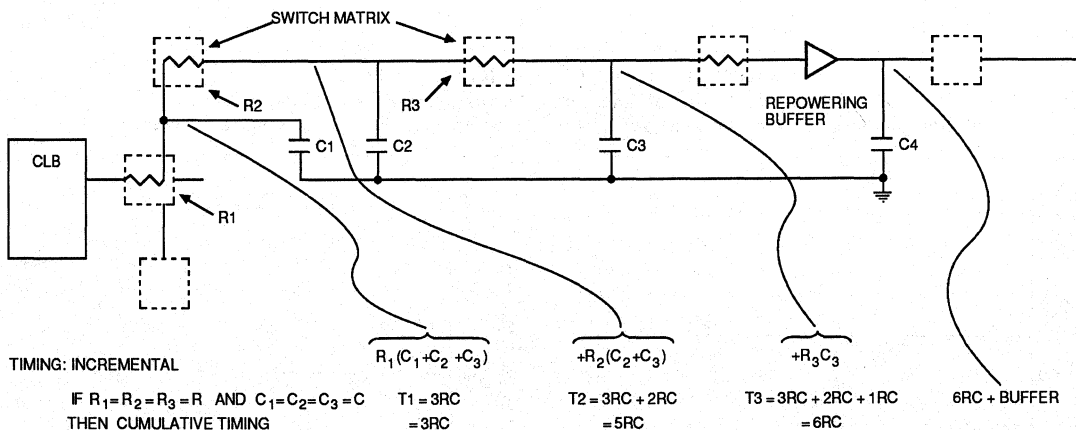 SWITCH MATRIX
R2
R3
REPOWERING
BUFFER
CLB
C1
C2
C3
C4
R1
R₁(C₁+C₂+C₃)
+R₂(C₂+C₃)
+R₃C₃
TIMING: INCREMENTAL
IF R₁=R₂=R₃=R AND C₁=C₂=C₃=C
T1 = 3RC
T2 = 3RC + 2RC
T3 = 3RC + 2RC + 1RC
6RC + BUFFER
THEN CUMULATIVE TIMING
= 3RC
= 5RC
= 6RC